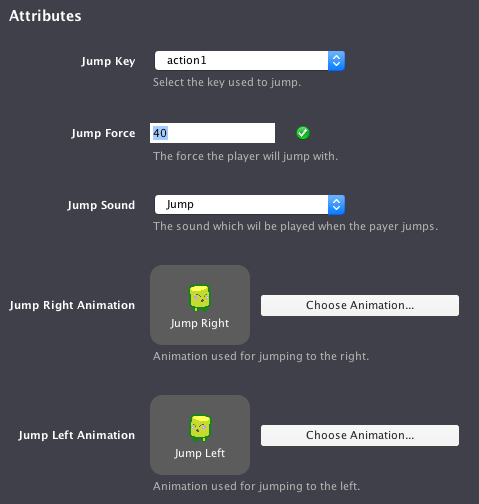 Attributes
Jump Key
action1
Select the key used to jump.
Jump Force
40
The force the player will jump with.
Jump Sound
Jump
The sound which wil be played when the payer jumps.
Jump Right Animation
Jump Right
Choose Animation...
Animation used for jumping to the right.
Jump Left Animation
Jump Left
Choose Animation...
Animation used for jumping to the left.